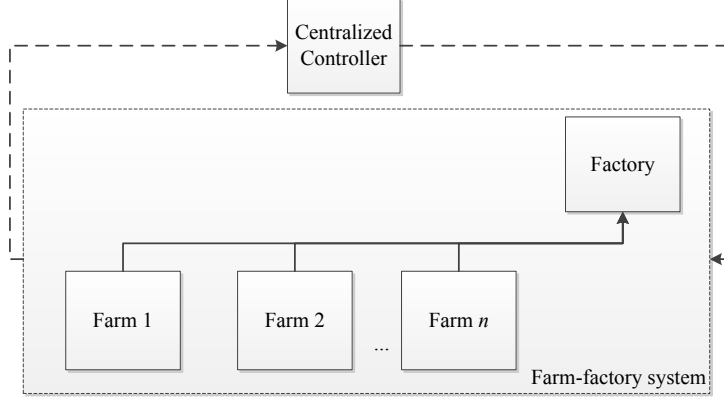 Centralized
Controller
Factory
Farm 1
Farm 2
...
Farm n
Farm-factory system